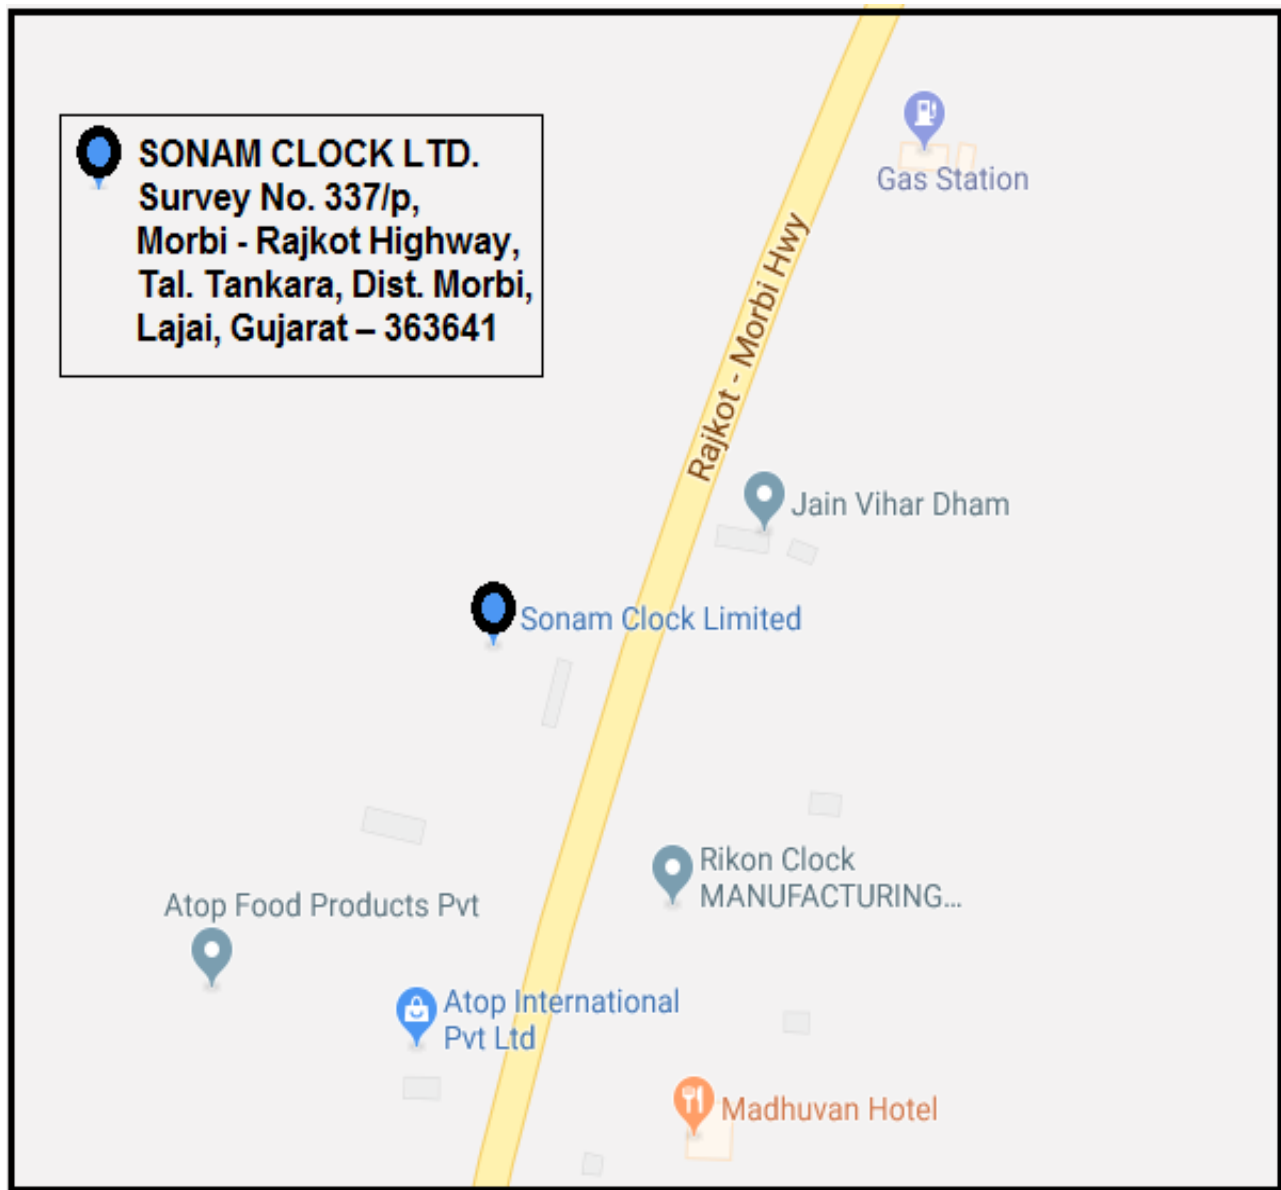 SONAM CLOCK LTD.
Survey No. 337/p,
Morbi - Rajkot Highway,
Tal. Tankara, Dist. Morbi,
Lajai, Gujarat – 363641
Gas Station
Rajkot - Morbi Hwy
Jain Vihar Dham
Sonam Clock Limited
Rikon Clock
MANUFACTURING...
Atop Food Products Pvt
Atop International
Pvt Ltd
Madhuvan Hotel